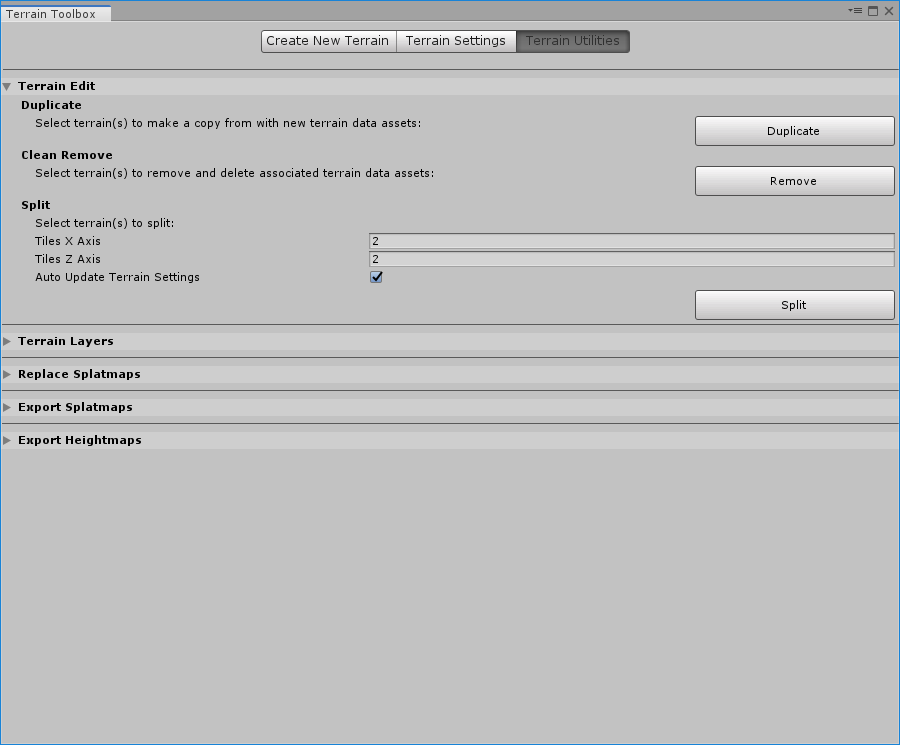 Terrain Toolbox
Create New Terrain Terrain Settings Terrain Utilities
Terrain Edit
Duplicate
Select terrain(s) to make a copy from with new terrain data assets:
Duplicate
Clean Remove
Select terrain(s) to remove and delete associated terrain data assets:
Remove
Split
Select terrain(s) to split:
Tiles X Axis 2
Tiles Z Axis 2
Auto Update Terrain Settings
Split
Terrain Layers
Replace Splatmaps
Export Splatmaps
Export Heightmaps